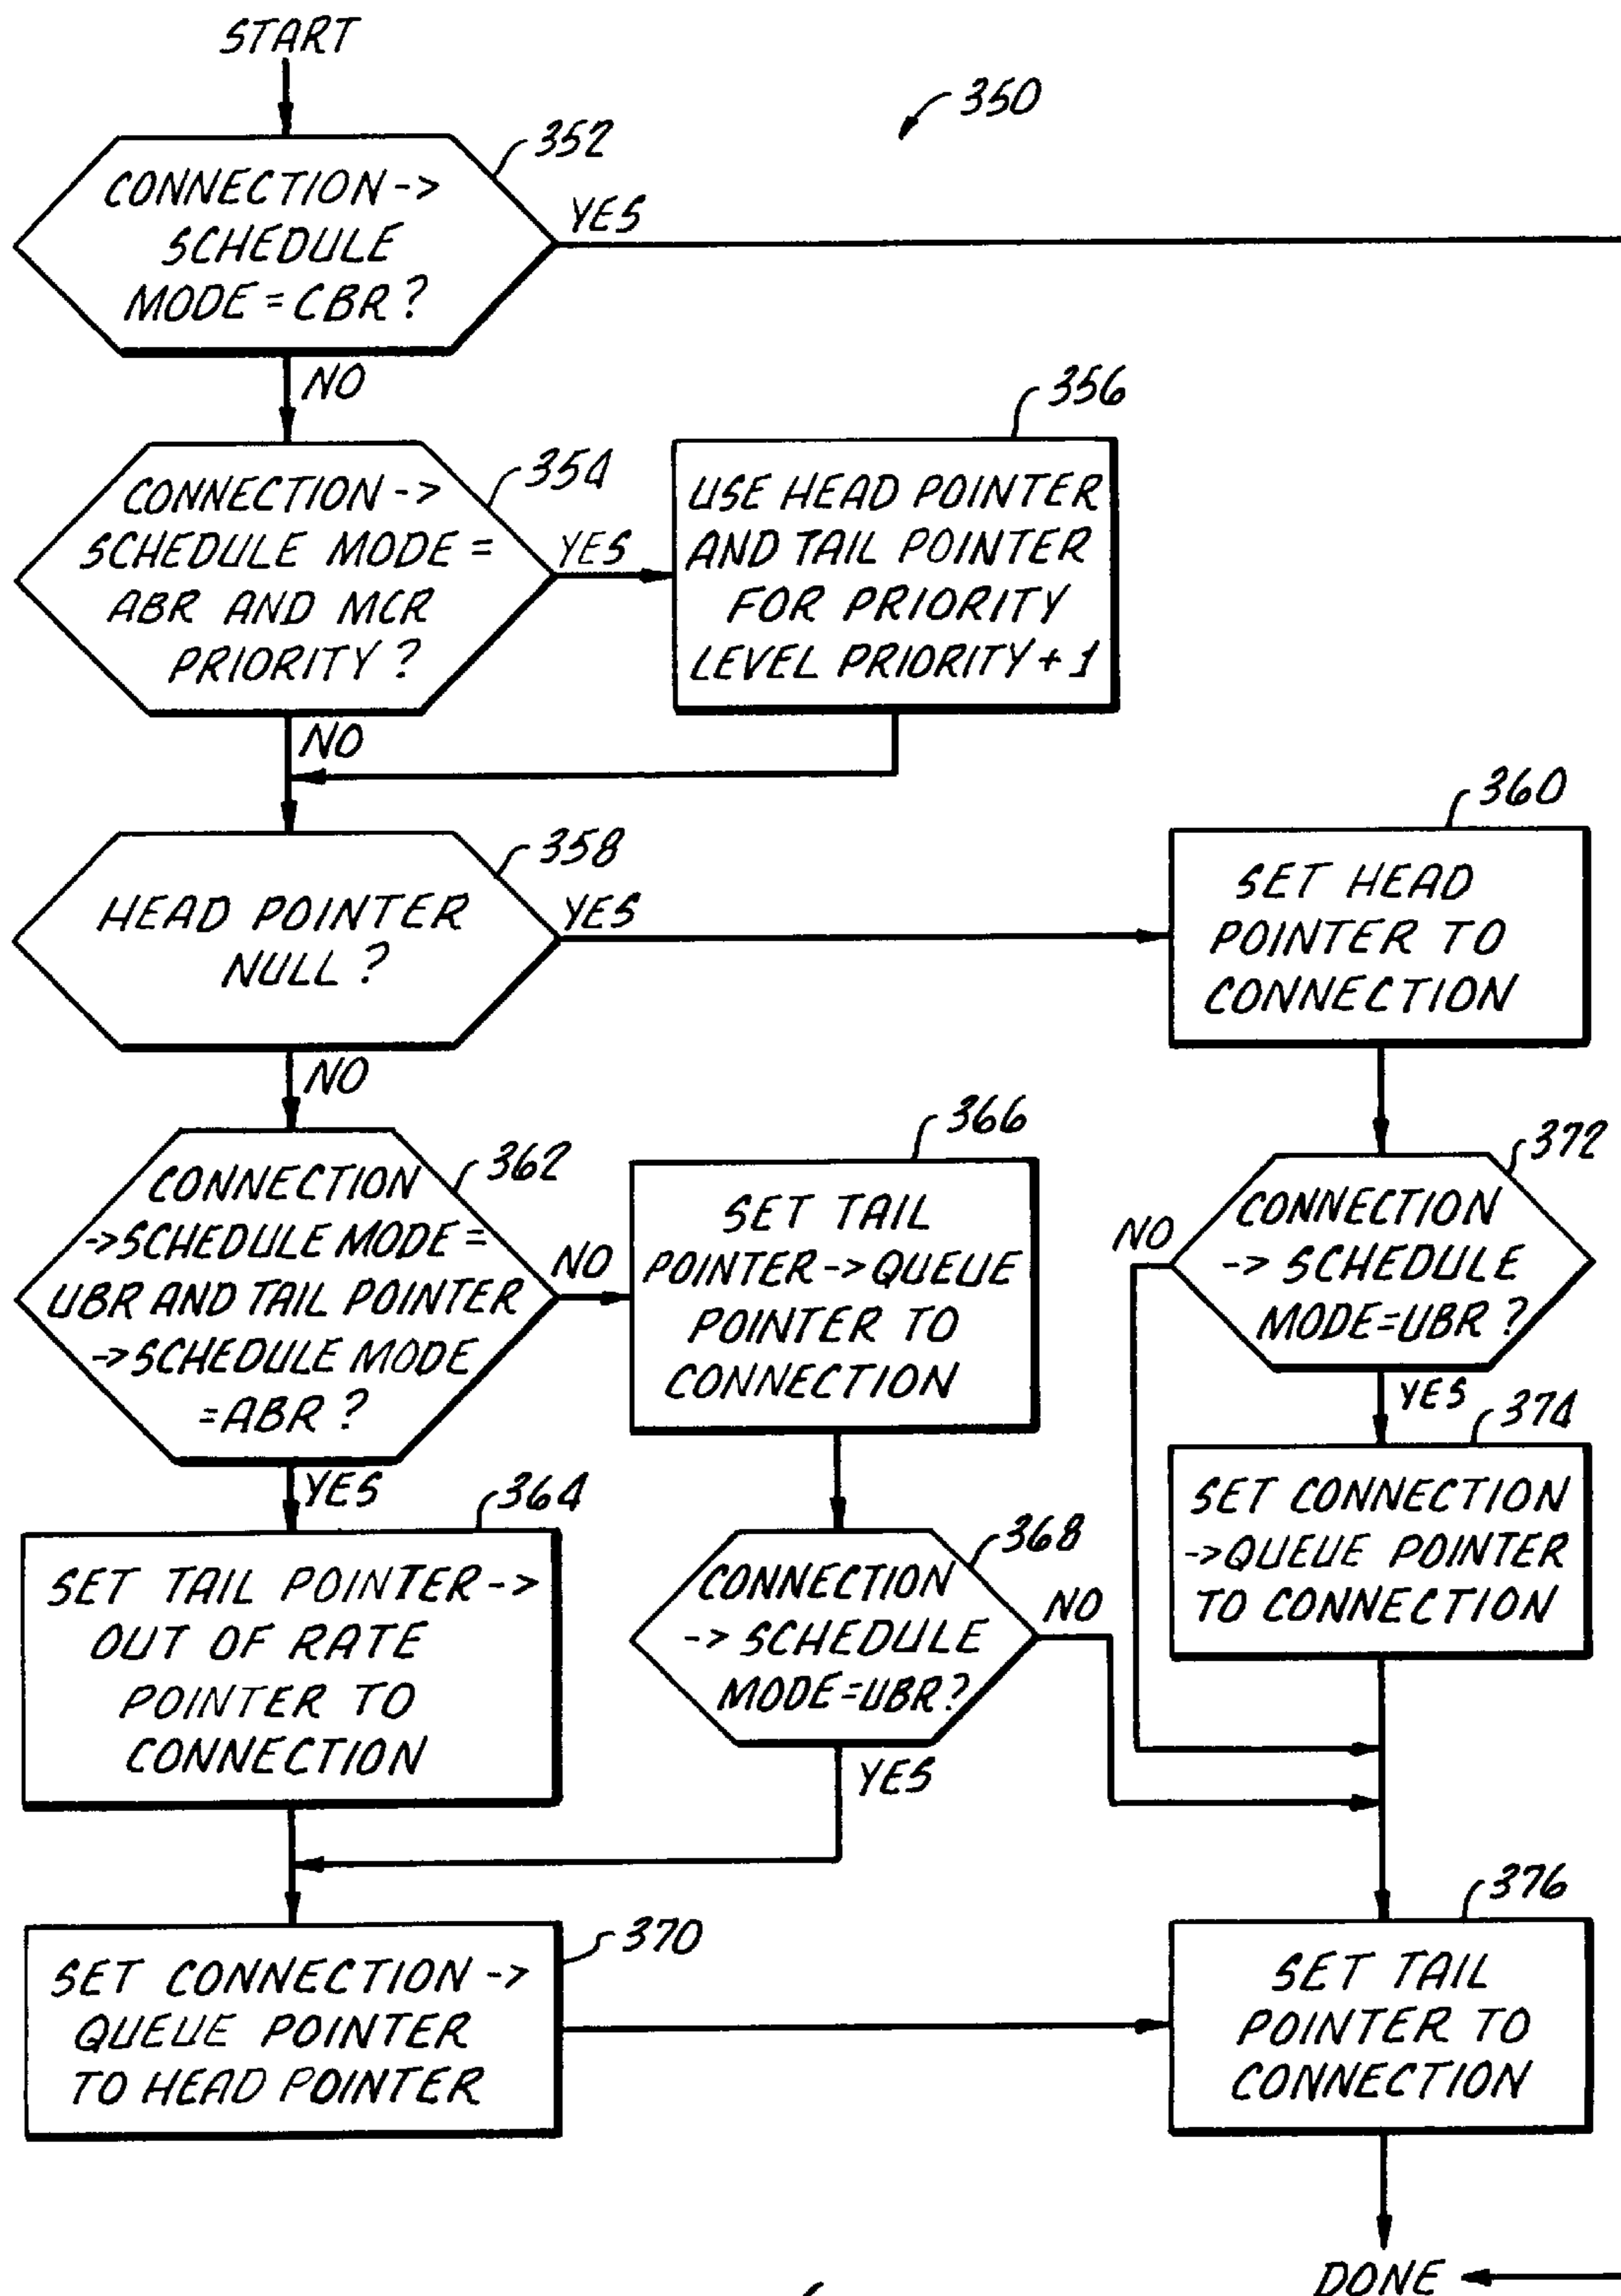 START
350
352
CONNECTION->
SCHEDULE
MODE = CBR ?
YES
NO
354
CONNECTION->
SCHEDULE MODE =
ABR AND MCR
PRIORITY ?
YES
356
USE HEAD POINTER
AND TAIL POINTER
FOR PRIORITY
LEVEL PRIORITY + 1
NO
358
HEAD POINTER
NULL ?
YES
360
SET HEAD
POINTER TO
CONNECTION
NO
362
CONNECTION
->SCHEDULE MODE =
UBR AND TAIL POINTER
->SCHEDULE MODE
=ABR ?
NO
366
SET TAIL
POINTER->QUEUE
POINTER TO
CONNECTION
372
NO
CONNECTION
-> SCHEDULE
MODE=UBR ?
YES
YES
364
SET TAIL POINTER->
OUT OF RATE
POINTER TO
CONNECTION
368
CONNECTION
-> SCHEDULE
MODE=UBR?
NO
YES
374
SET CONNECTION
->QUEUE POINTER
TO CONNECTION
370
SET CONNECTION ->
QUEUE POINTER
TO HEAD POINTER
376
SET TAIL
POINTER TO
CONNECTION
DONE